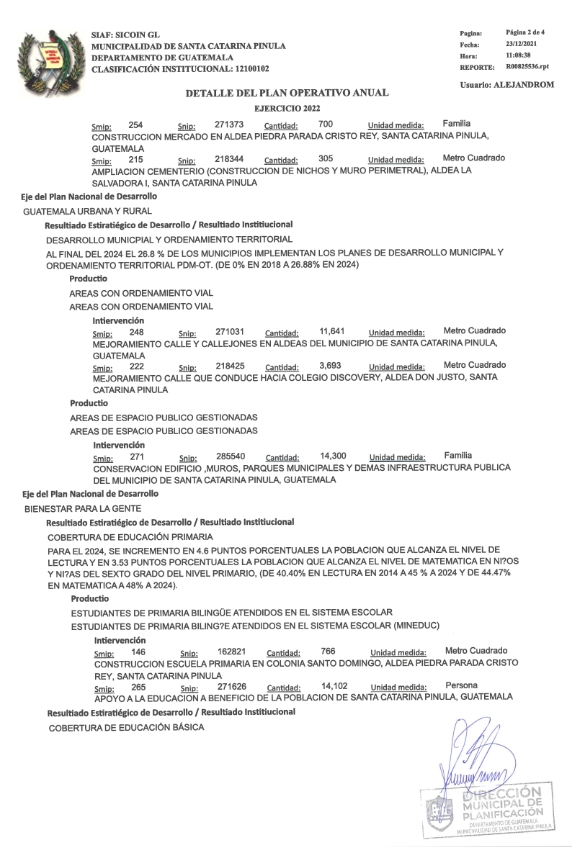 SIAF: SICOIN GL
MUNICIPALIDAD DE SANTA CATARINA PINULA
DEPARTAMENTO DE GUATEMALA
CLASIFICACIÓN INSTITUCIONAL: 12100102
Pagina: Página 2 de 4
Fecha: 23/12/2021
Hora: 11:08:38
REPORTE: R00825536.rpt
Usuario: ALEJANDROM
DETALLE DEL PLAN OPERATIVO ANUAL
EJERCICIO 2022
Smip: 254 Snip: 271373 Cantidad: 700 Unidad medida: Familia
CONSTRUCCION MERCADO EN ALDEA PIEDRA PARADA CRISTO REY, SANTA CATARINA PINULA,
GUATEMALA
Smip: 215 Snip: 218344 Cantidad: 305 Unidad medida: Metro Cuadrado
AMPLIACION CEMENTERIO (CONSTRUCCION DE NICHOS Y MURO PERIMETRAL), ALDEA LA
SALVADORA I, SANTA CATARINA PINULA
Eje del Plan Nacional de Desarrollo
GUATEMALA URBANA Y RURAL
Resultado Estiratiégico de Desarrollo / Resultado Institiucional
DESARROLLO MUNICPIAL Y ORDENAMIENTO TERRITORIAL
AL FINAL DEL 2024 EL 26.8 % DE LOS MUNICIPIOS IMPLEMENTAN LOS PLANES DE DESARROLLO MUNICIPAL Y
ORDENAMIENTO TERRITORIAL PDM-OT. (DE 0% EN 2018 A 26.88% EN 2024)
Productio
AREAS CON ORDENAMIENTO VIAL
AREAS CON ORDENAMIENTO VIAL
Intiervención
Smip: 248 Snip: 271031 Cantidad: 11,641 Unidad medida: Metro Cuadrado
MEJORAMIENTO CALLE Y CALLEJONES EN ALDEAS DEL MUNICIPIO DE SANTA CATARINA PINULA,
GUATEMALA
Smip: 222 Snip: 218425 Cantidad: 3,693 Unidad medida: Metro Cuadrado
MEJORAMIENTO CALLE QUE CONDUCE HACIA COLEGIO DISCOVERY, ALDEA DON JUSTO, SANTA
CATARINA PINULA
Productio
AREAS DE ESPACIO PUBLICO GESTIONADAS
AREAS DE ESPACIO PUBLICO GESTIONADAS
Intiervención
Smip: 271 Snip: 285540 Cantidad: 14,300 Unidad medida: Familia
CONSERVACION EDIFICIO ,MUROS, PARQUES MUNICIPALES Y DEMAS INFRAESTRUCTURA PUBLICA
DEL MUNICIPIO DE SANTA CATARINA PINULA, GUATEMALA
Eje del Plan Nacional de Desarrollo
BIENESTAR PARA LA GENTE
Resultado Estiratiégico de Desarrollo / Resultado Institiucional
COBERTURA DE EDUCACIÓN PRIMARIA
PARA EL 2024, SE INCREMENTO EN 4.6 PUNTOS PORCENTUALES LA POBLACION QUE ALCANZA EL NIVEL DE
LECTURA Y EN 3.53 PUNTOS PORCENTUALES LA POBLACION QUE ALCANZA EL NIVEL DE MATEMATICA EN NI?OS
Y NI?AS DEL SEXTO GRADO DEL NIVEL PRIMARIO, (DE 40.40% EN LECTURA EN 2014 A 45 % A 2024 Y DE 44.47%
EN MATEMATICA A 48% A 2024).
Productio
ESTUDIANTES DE PRIMARIA BILINGÜE ATENDIDOS EN EL SISTEMA ESCOLAR
ESTUDIANTES DE PRIMARIA BILING?E ATENDIDOS EN EL SISTEMA ESCOLAR (MINEDUC)
Intiervención
Smip: 146 Snip: 162821 Cantidad: 766 Unidad medida: Metro Cuadrado
CONSTRUCCION ESCUELA PRIMARIA EN COLONIA SANTO DOMINGO, ALDEA PIEDRA PARADA CRISTO
REY, SANTA CATARINA PINULA
Smip: 265 Snip: 271626 Cantidad: 14,102 Unidad medida: Persona
APOYO A LA EDUCACION A BENEFICIO DE LA POBLACION DE SANTA CATARINA PINULA, GUATEMALA
Resultado Estiratiégico de Desarrollo / Resultado Institiucional
COBERTURA DE EDUCACIÓN BÁSICA
DIRECCIÓN
MUNICIPAL DE
PLANIFICACIÓN
DEPARTAMENTO DE GUATEMALA
MUNICIPALIDAD DE SANTA CATARINA PINULA